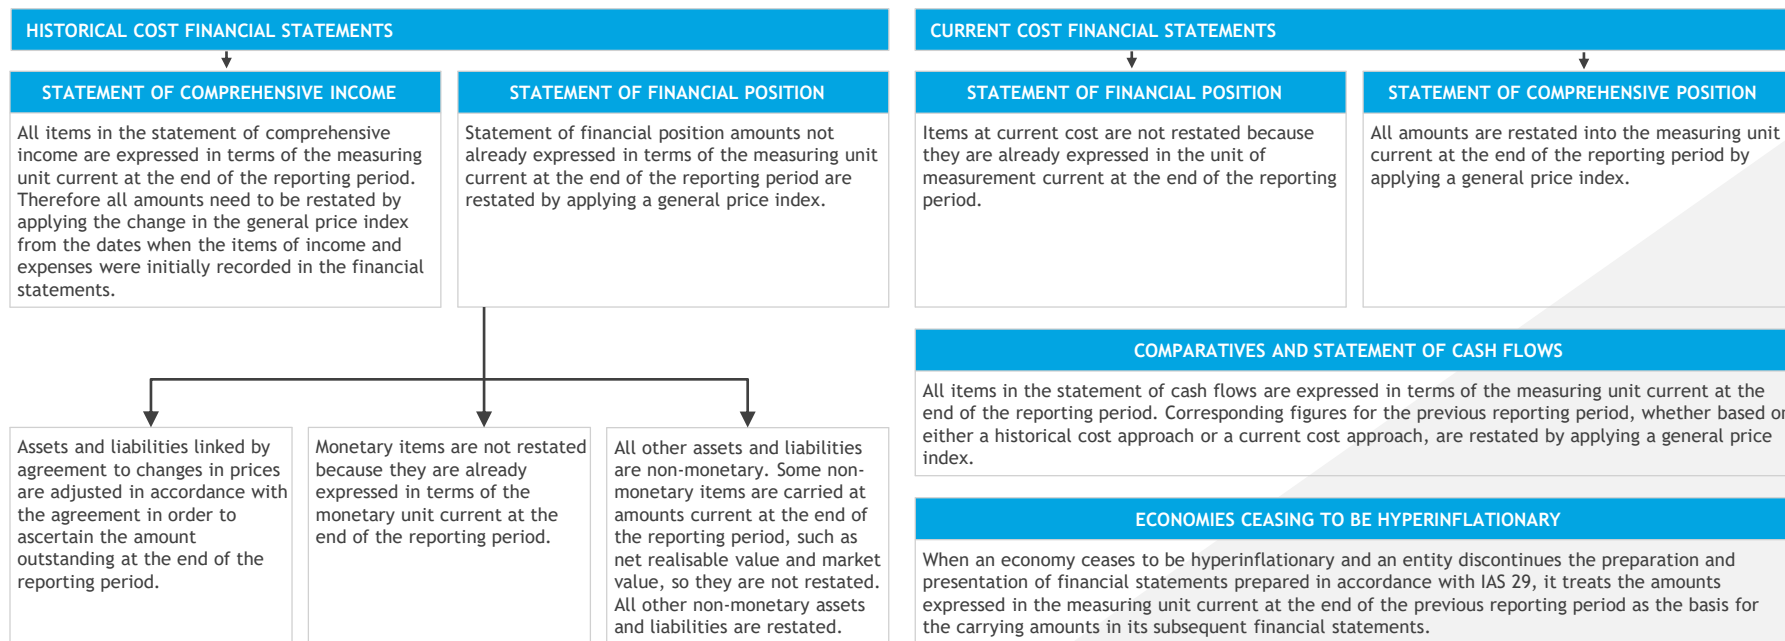 HISTORICAL COST FINANCIAL STATEMENTS
STATEMENT OF COMPREHENSIVE INCOME
All items in the statement of comprehensive
income are expressed in terms of the measuring
unit current at the end of the reporting period.
Therefore all amounts need to be restated by
applying the change in the general price index
from the dates when the items of income and
expenses were initially recorded in the financial
statements.
STATEMENT OF FINANCIAL POSITION
Statement of financial position amounts not
already expressed in terms of the measuring unit
current at the end of the reporting period are
restated by applying a general price index.
Assets and liabilities linked by
agreement to changes in prices
are adjusted in accordance with
the agreement in order to
ascertain the amount
outstanding at the end of the
reporting period.
Monetary items are not restated
because they are already
expressed in terms of the
monetary unit current at the
end of the reporting period.
All other assets and liabilities
are non-monetary. Some non-
monetary items are carried at
amounts current at the end of
the reporting period, such as
net realisable value and market
value, so they are not restated.
All other non-monetary assets
and liabilities are restated.
CURRENT COST FINANCIAL STATEMENTS
STATEMENT OF FINANCIAL POSITION
Items at current cost are not restated because
they are already expressed in the unit of
measurement current at the end of the reporting
period.
STATEMENT OF COMPREHENSIVE POSITION
All amounts are restated into the measuring unit
current at the end of the reporting period by
applying a general price index.
COMPARATIVES AND STATEMENT OF CASH FLOWS
All items in the statement of cash flows are expressed in terms of the measuring unit current at the
end of the reporting period. Corresponding figures for the previous reporting period, whether based on
either a historical cost approach or a current cost approach, are restated by applying a general price
index.
ECONOMIES CEASING TO BE HYPERINFLATIONARY
When an economy ceases to be hyperinflationary and an entity discontinues the preparation and
presentation of financial statements prepared in accordance with IAS 29, it treats the amounts
expressed in the measuring unit current at the end of the previous reporting period as the basis for
the carrying amounts in its subsequent financial statements.